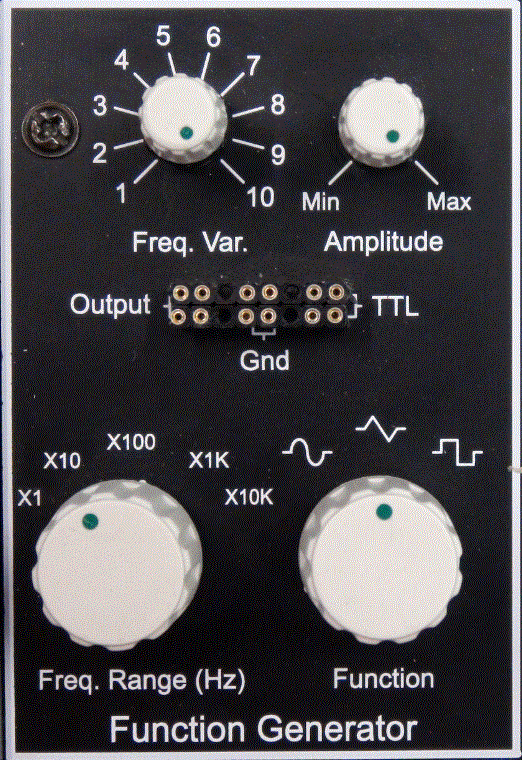 5 6
4 7
3 8
2 9
1 10
Min Max
Freq. Var. Amplitude
Output TTL
Gnd
X100
X10 X1K
X1 X10K
Freq. Range (Hz) Function
Function Generator